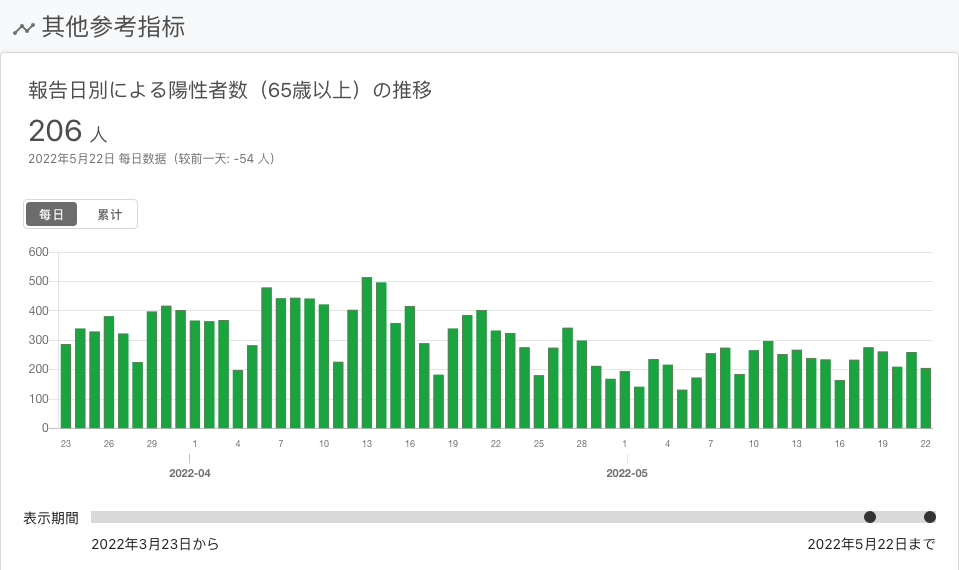 其他参考指标
報告日別による陽性者数（65歳以上）の推移
206 人
2022年5月22日 每日数据（较前一天: -54 人）
每日 累计
600
500
400
300
200
100
0
23 26 29 1 4 7 10 13 16 19 22 25 28 1 4 7 10 13 16 19 22
2022-04 2022-05
表示期間
2022年3月23日から 2022年5月22日まで